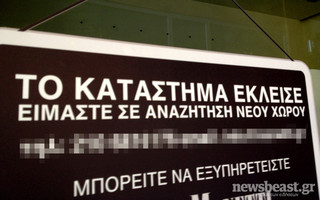 ΤΟ ΚΑΤΑΣΤΗΜΑ ΕΚΛΕΙΣΕ
ΕΙΜΑΣΤΕ ΣΕ ΑΝΑΖΗΤΗΣΗ ΝΕΟΥ ΧΩΡΟΥ
ΜΠΟΡΕΙΤΕ ΝΑ ΕΞΥΠΗΡΕΤΕΙΣΤΕ
newsbeast.gr